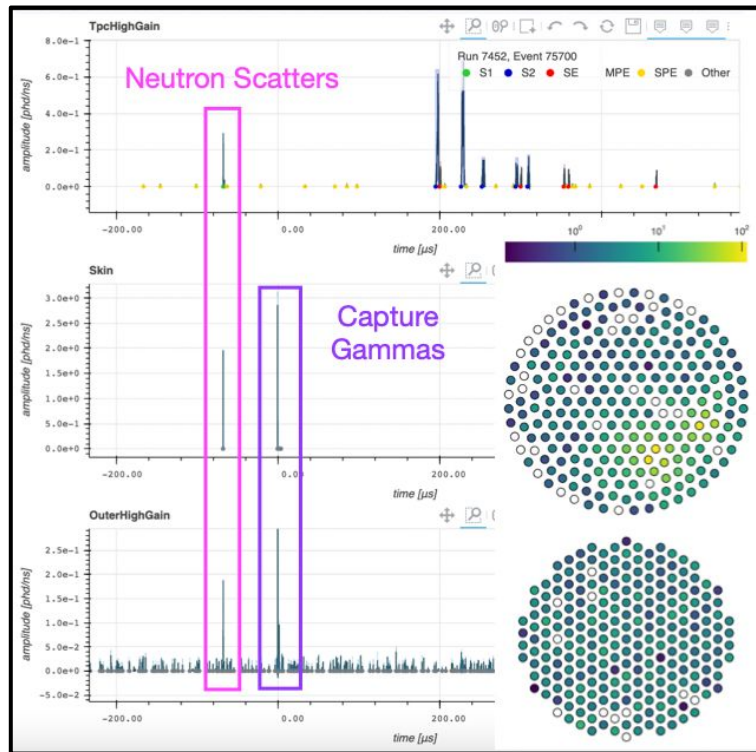 TpcHighGain
8.0e-1
6.0e-1
4.0e-1
2.0e-1
0.0e+0
amplitude [phd/ns]
Neutron Scatters
Run 7452, Event 75700
S1 S2 SE MPE SPE Other
-200.00 0.00 200.00
time [μs]
10⁰ 10¹ 10²
Skin
3.0e+0
2.5e+0
2.0e+0
1.5e+0
1.0e+0
5.0e-1
0.0e+0
amplitude [phd/ns]
Capture
Gammas
-200.00 0.00 200.00
time [μs]
OuterHighGain
2.5e-1
2.0e-1
1.5e-1
1.0e-1
5.0e-2
0.0e+0
-5.0e-2
amplitude [phd/ns]
-200.00 0.00 200.00
time [μs]